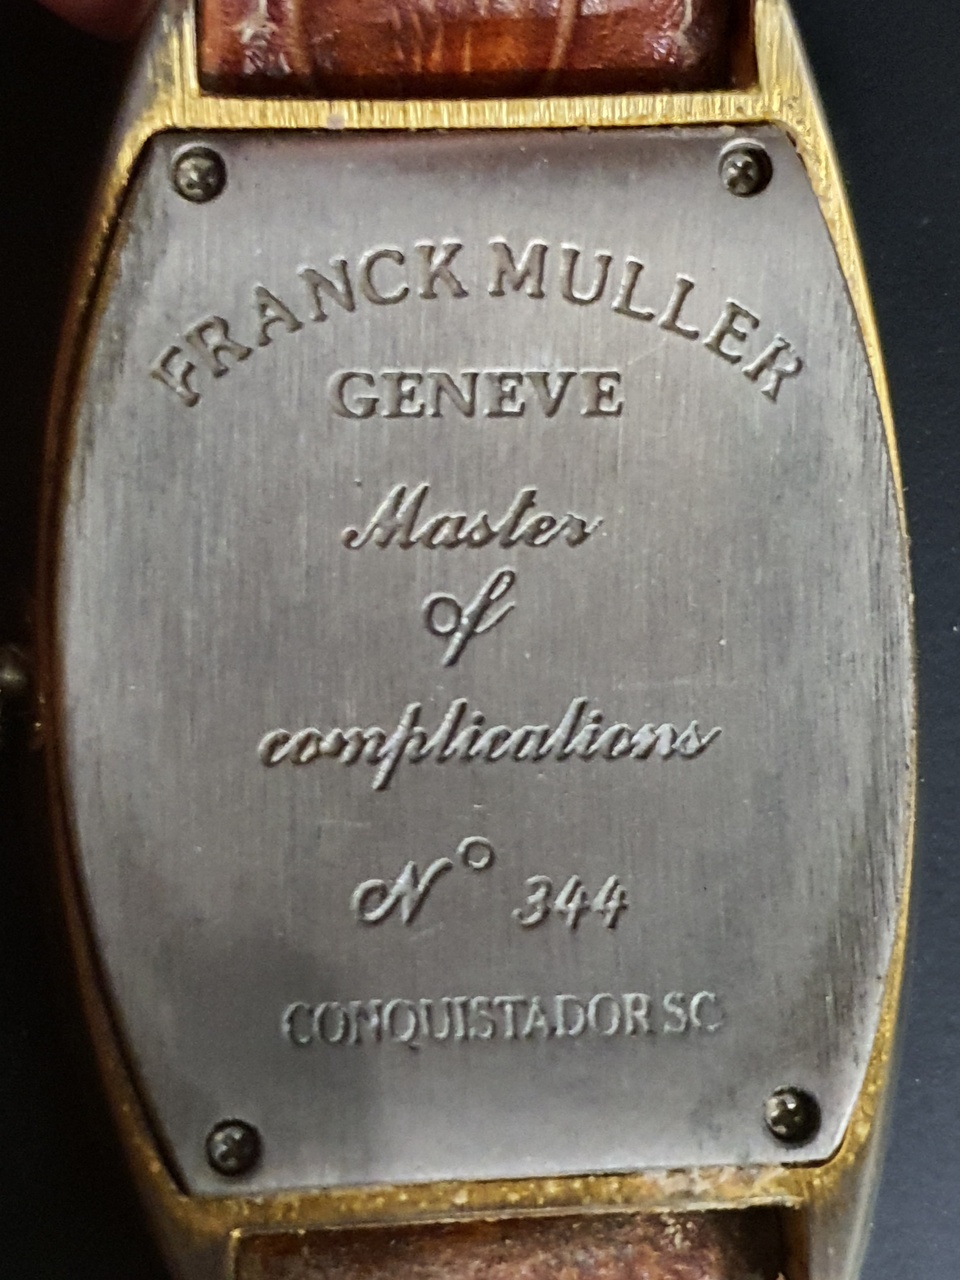 FRANCK MULLER
GENEVE
Master
of
complications
N° 344
CONQUISTADOR SC